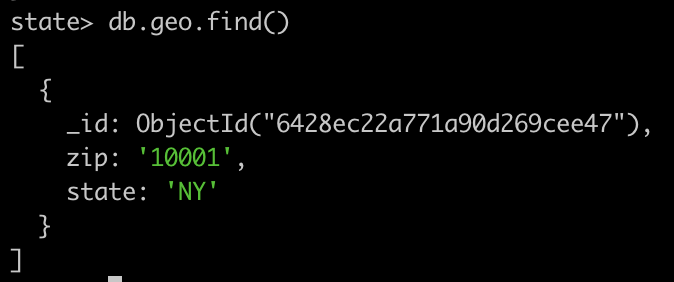 state> db.geo.find()
[
{
_id: ObjectId("6428ec22a771a90d269cee47"),
zip: '10001',
state: 'NY'
}
]